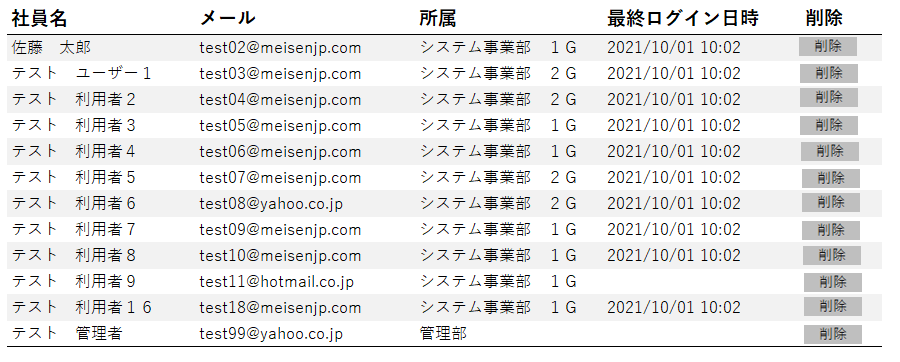 社員名 メール 所属 最終ログイン日時 削除
佐藤　太郎 test02@meisenjp.com システム事業部　１Ｇ 2021/10/01 10:02 削除
テスト　ユーザー１ test03@meisenjp.com システム事業部　２Ｇ 2021/10/01 10:02 削除
テスト　利用者２ test04@meisenjp.com システム事業部　２Ｇ 2021/10/01 10:02 削除
テスト　利用者３ test05@meisenjp.com システム事業部　１Ｇ 2021/10/01 10:02 削除
テスト　利用者４ test06@meisenjp.com システム事業部　１Ｇ 2021/10/01 10:02 削除
テスト　利用者５ test07@meisenjp.com システム事業部　２Ｇ 2021/10/01 10:02 削除
テスト　利用者６ test08@yahoo.co.jp システム事業部　２Ｇ 2021/10/01 10:02 削除
テスト　利用者７ test09@meisenjp.com システム事業部　１Ｇ 2021/10/01 10:02 削除
テスト　利用者８ test10@meisenjp.com システム事業部　１Ｇ 2021/10/01 10:02 削除
テスト　利用者９ test11@hotmail.co.jp システム事業部　１Ｇ 削除
テスト　利用者１６ test18@meisenjp.com システム事業部　１Ｇ 2021/10/01 10:02 削除
テスト　管理者 test99@yahoo.co.jp 管理部 削除